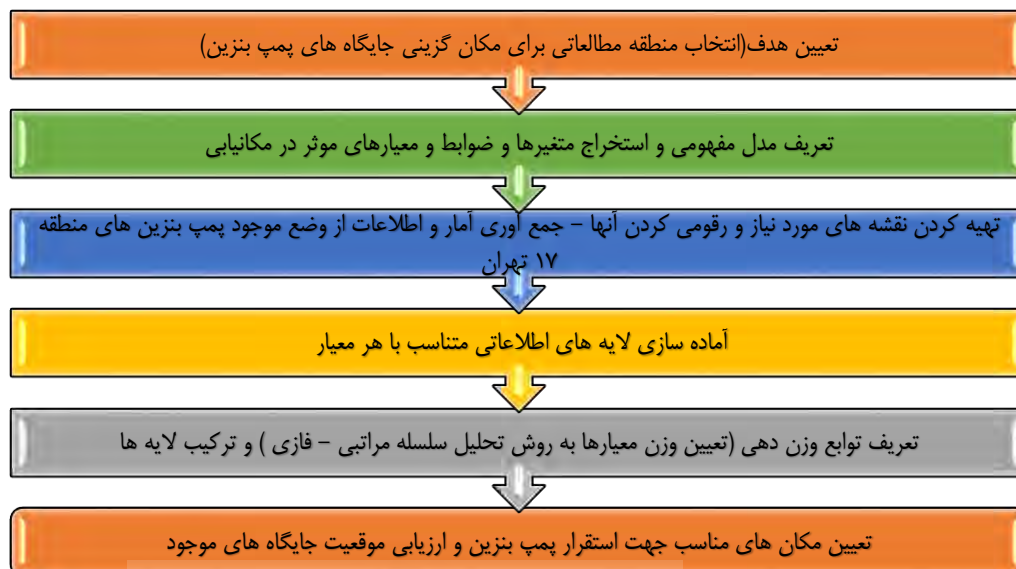 تعیین هدف(انتخاب منطقه مطالعاتی برای مکان گزینی جایگاه های پمپ بنزین)
تعریف مدل مفهومی و استخراج متغیرها و ضوابط و معیارهای موثر در مکانیابی
تهیه کردن نقشه های مورد نیاز و رقومی کردن آنها – جمع آوری آمار و اطلاعات از وضع موجود پمپ بنزین های منطقه
۱۷ تهران
آماده سازی لایه های اطلاعاتی متناسب با هر معیار
تعریف توابع وزن دهی (تعیین وزن معیارها به روش تحلیل سلسله مراتبی – فازی ) و ترکیب لایه ها
تعیین مکان های مناسب جهت استقرار پمپ بنزین و ارزیابی موقعیت جایگاه های موجود